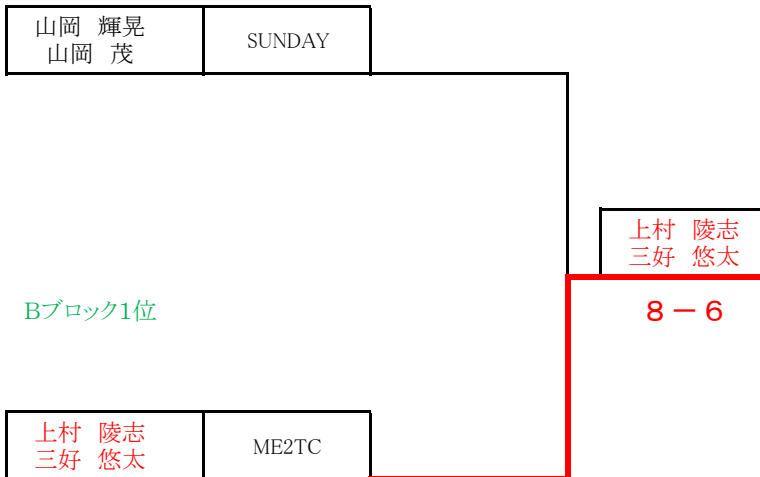 山岡 輝晃
山岡 茂
SUNDAY
上村 陵志
三好 悠太
8－6
Bブロック1位
上村 陵志
三好 悠太
ME2TC